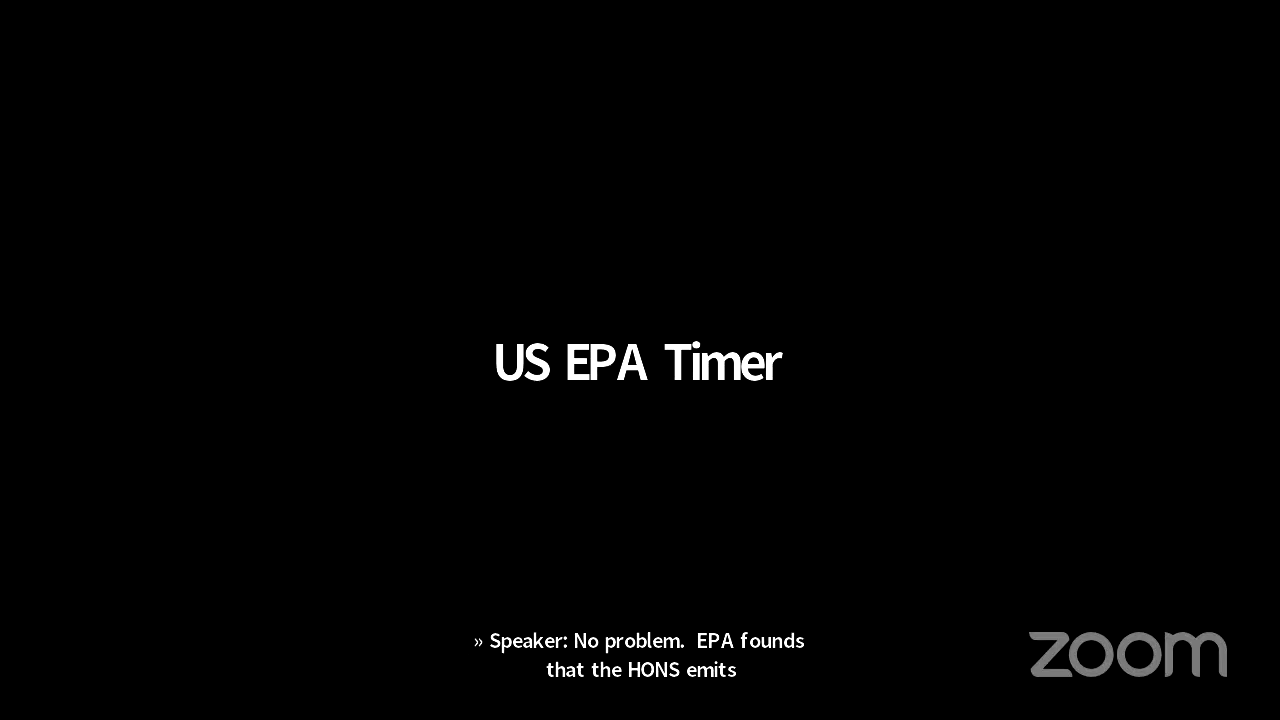 US EPA Timer
» Speaker: No problem.  EPA founds
that the HONS emits
zoom